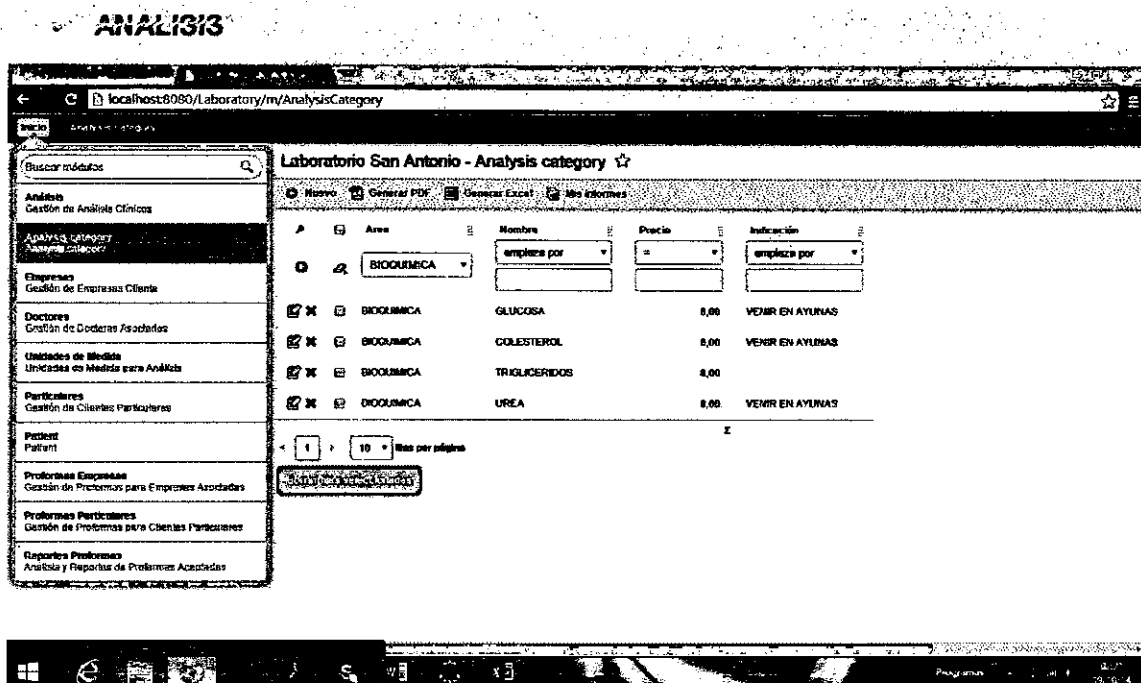 ANALISIS
localhost:8080/Laboratory/m/AnalysisCategory
Inicio Analysis category
Buscar módulos
Análisis
Gestión de Análisis Clínicos
Analysis category
Analysis category
Empresas
Gestión de Empresas Cliente
Doctores
Gestión de Doctores Asociados
Unidades de Medida
Unidades de Medida para Análisis
Particulares
Gestión de Clientes Particulares
Patient
Patient
Proformas Empresas
Gestión de Proformas para Empresas Asociadas
Proformas Particulares
Gestión de Proformas para Clientes Particulares
Reportes Proformas
Análisis y Reportes de Proformas Aceptadas
Laboratorio San Antonio - Analysis category
Nuevo Generar PDF Generar Excel Mis informes
Area Nombre Precio Indicación
BIOQUIMICA empieza por = empieza por
BIOQUIMICA GLUCOSA 8,00 VENIR EN AYUNAS
BIOQUIMICA COLESTEROL 8,00 VENIR EN AYUNAS
BIOQUIMICA TRIGLICERIDOS 8,00
BIOQUIMICA UREA 8,00 VENIR EN AYUNAS
Σ
1 10 filas por página
Programas